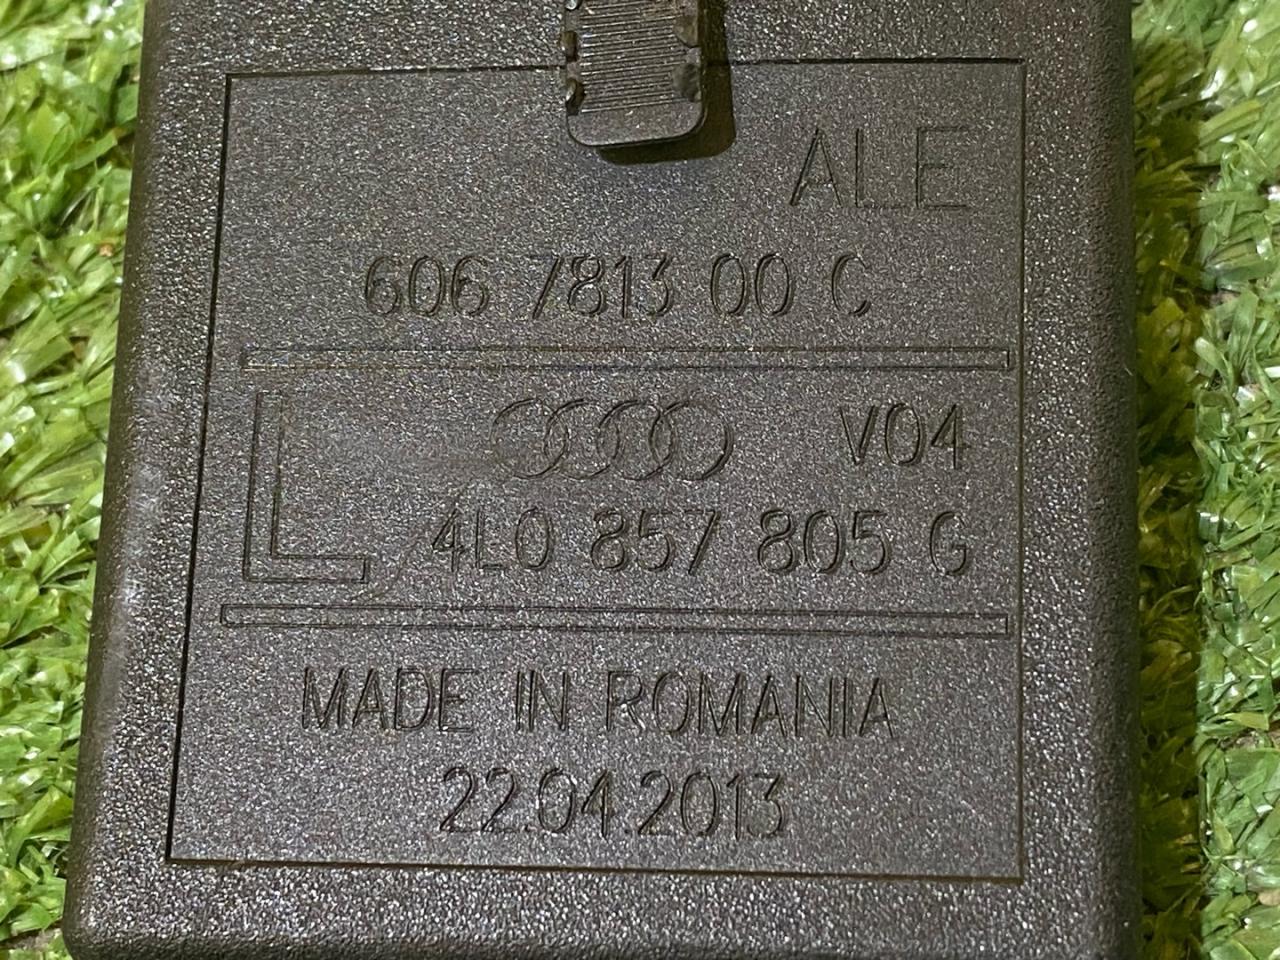 ALE
606 7813 00 C
L
V04
4L0 857 805 G
MADE IN ROMANIA
22.04.2013